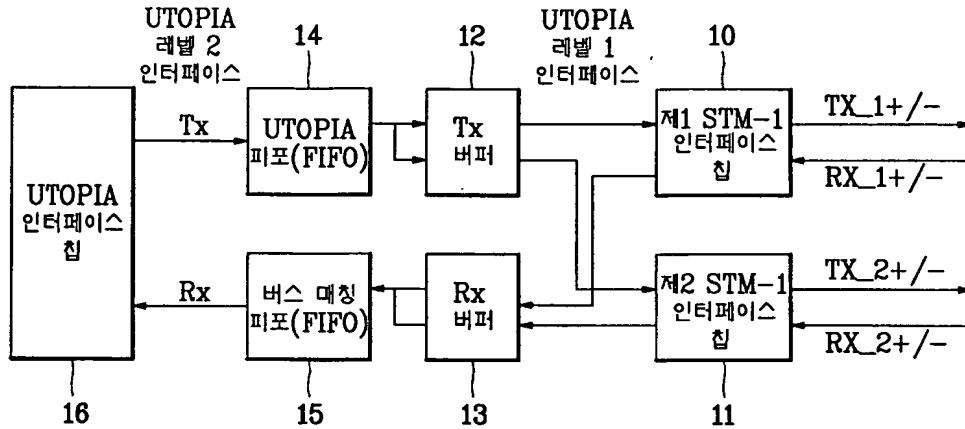 UTOPIA
레벨 2
인터페이스
14
12
UTOPIA
레벨 1
인터페이스
10
Tx
UTOPIA
피포(FIFO)
Tx
버퍼
제1 STM-1
인터페이스
칩
TX_1+/-
RX_1+/-
UTOPIA
인터페이스
칩
Rx
버스 매칭
피포(FIFO)
Rx
버퍼
제2 STM-1
인터페이스
칩
TX_2+/-
RX_2+/-
16
15
13
11